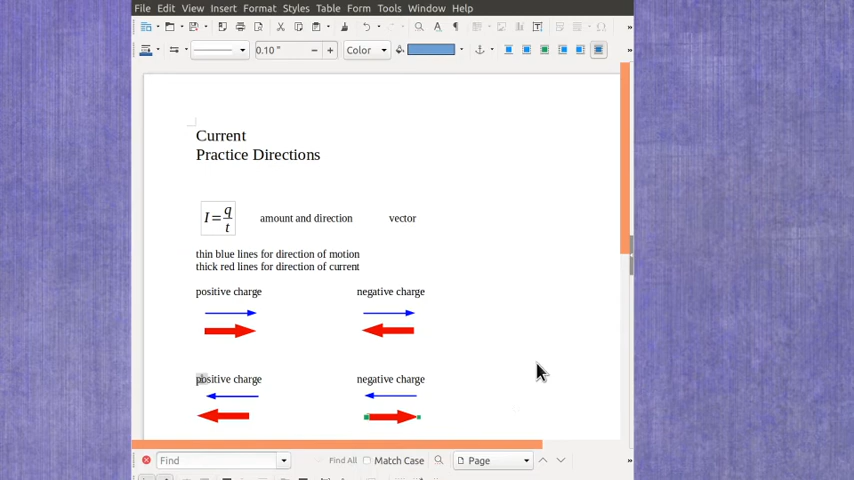 File Edit View Insert Format Styles Table Form Tools Window Help
0.10 " Color
Current
Practice Directions
I = q/t amount and direction vector
thin blue lines for direction of motion
thick red lines for direction of current
positive charge negative charge
positive charge negative charge
Find Find All Match Case Page